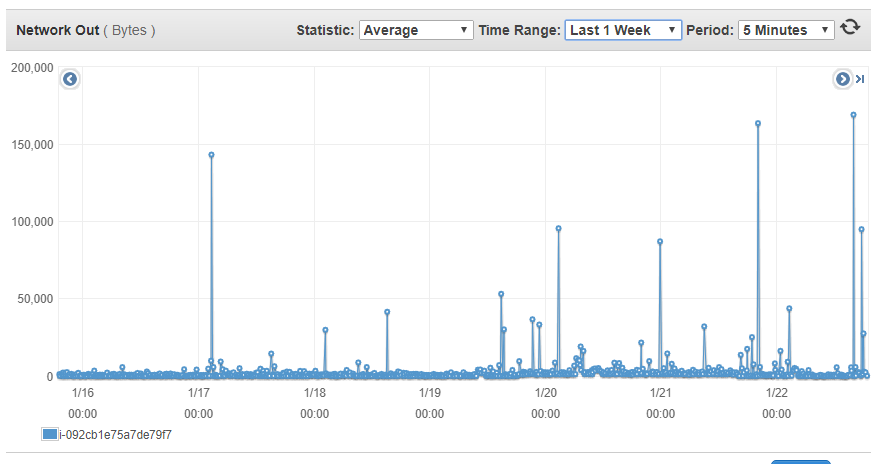 Network Out ( Bytes ) Statistic: Average Time Range: Last 1 Week Period: 5 Minutes
200,000
150,000
100,000
50,000
0
1/16 1/17 1/18 1/19 1/20 1/21 1/22
00:00 00:00 00:00 00:00 00:00 00:00 00:00
i-092cb1e75a7de79f7